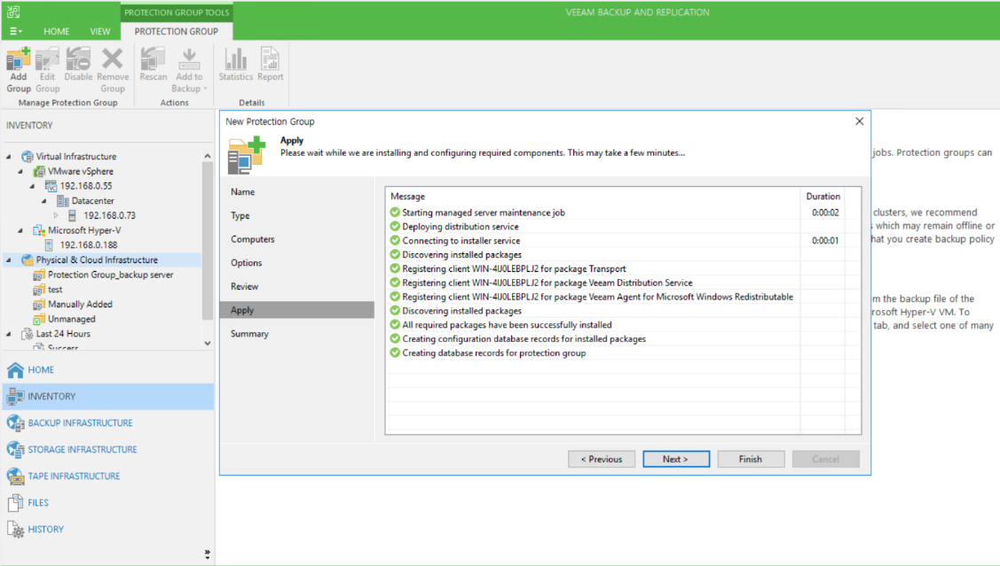 PROTECTION GROUP TOOLS
VEEAM BACKUP AND REPLICATION
HOME
VIEW
PROTECTION GROUP
Add Group
Edit Group
Disable
Remove Group
Rescan
Add to Backup
Statistics
Report
Manage Protection Group
Actions
Details
INVENTORY
Virtual Infrastructure
VMware vSphere
192.168.0.55
Datacenter
192.168.0.73
Microsoft Hyper-V
192.168.0.188
Physical & Cloud Infrastructure
Protection Group_backup server
test
Manually Added
Unmanaged
Last 24 Hours
Success
HOME
INVENTORY
BACKUP INFRASTRUCTURE
STORAGE INFRASTRUCTURE
TAPE INFRASTRUCTURE
FILES
HISTORY
New Protection Group
Apply
Please wait while we are installing and configuring required components. This may take a few minutes...
Name
Type
Computers
Options
Review
Apply
Summary
Message Duration
Starting managed server maintenance job 0:00:02
Deploying distribution service
Connecting to installer service 0:00:01
Discovering installed packages
Registering client WIN-4IJ0LEBPLJ2 for package Transport
Registering client WIN-4IJ0LEBPLJ2 for package Veeam Distribution Service
Registering client WIN-4IJ0LEBPLJ2 for package Veeam Agent for Microsoft Windows Redistributable
Discovering installed packages
All required packages have been successfully installed
Creating configuration database records for installed packages
Creating database records for protection group
< Previous
Next >
Finish
Cancel
jobs. Protection groups can
clusters, we recommend
which may remain offline or
hat you create backup policy
m the backup file of the
rosoft Hyper-V VM. To
tab, and select one of many